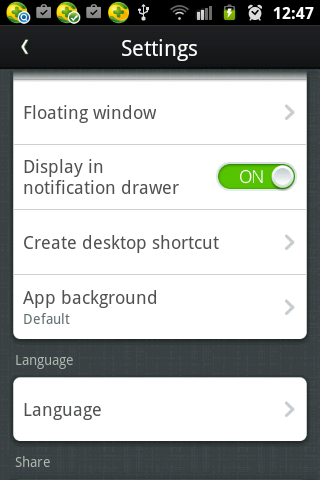 12:47
Settings
Floating window
Display in
notification drawer
ON
Create desktop shortcut
App background
Default
Language
Language
Share